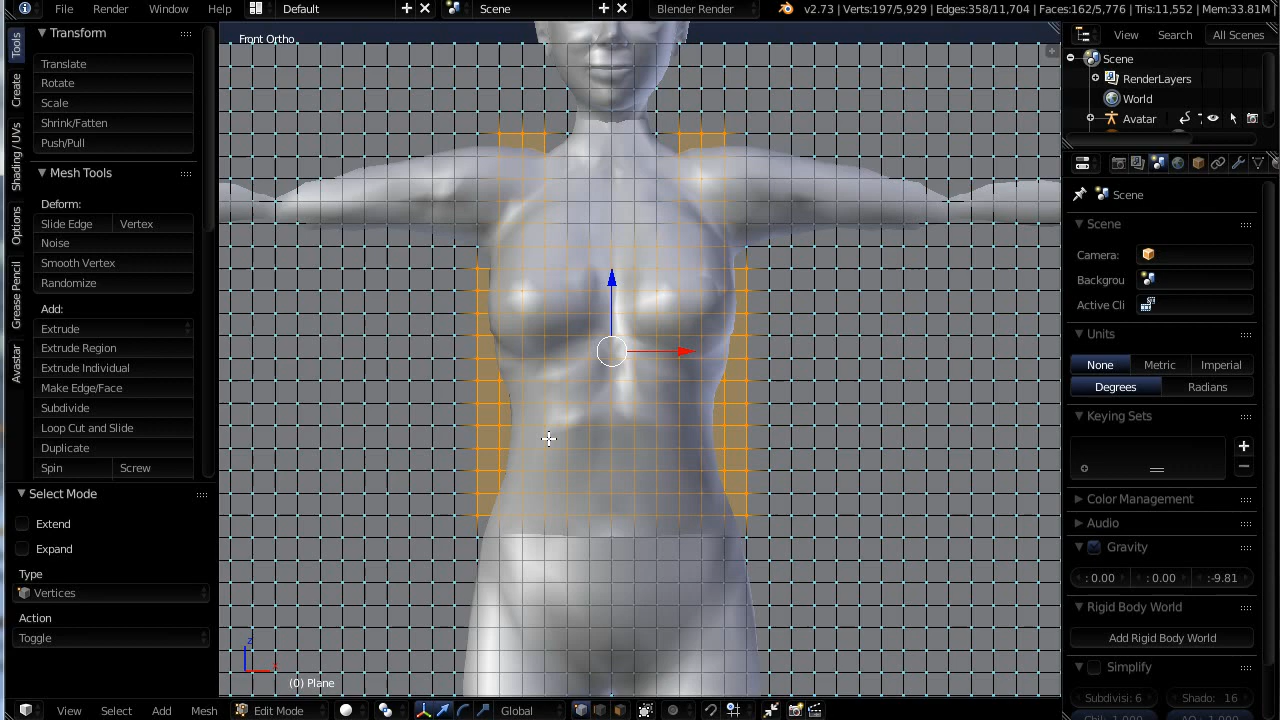 File Render Window Help Default Scene Blender Render v2.73 | Verts:197/5,929 | Edges:358/11,704 | Faces:162/5,776 | Tris:11,552 | Mem:33.81M
Transform
Translate
Rotate
Scale
Shrink/Fatten
Push/Pull
Mesh Tools
Deform:
Slide Edge Vertex
Noise
Smooth Vertex
Randomize
Add:
Extrude
Extrude Region
Extrude Individual
Make Edge/Face
Subdivide
Loop Cut and Slide
Duplicate
Spin Screw
Select Mode
Extend
Expand
Type
Vertices
Action
Toggle
Tools
Create
Shading / UVs
Options
Grease Pencil
Avastar
Front Ortho
z
x
(0) Plane
View Select Add Mesh Edit Mode Global
View Search All Scenes
Scene
RenderLayers
World
Avatar
Scene
Scene
Camera:
Backgroun
Active Cli
Units
None Metric Imperial
Degrees Radians
Keying Sets
Color Management
Audio
Gravity
: 0.00 : 0.00 : -9.81
Rigid Body World
Add Rigid Body World
Simplify
Subdivisi: 6 Shado: 16